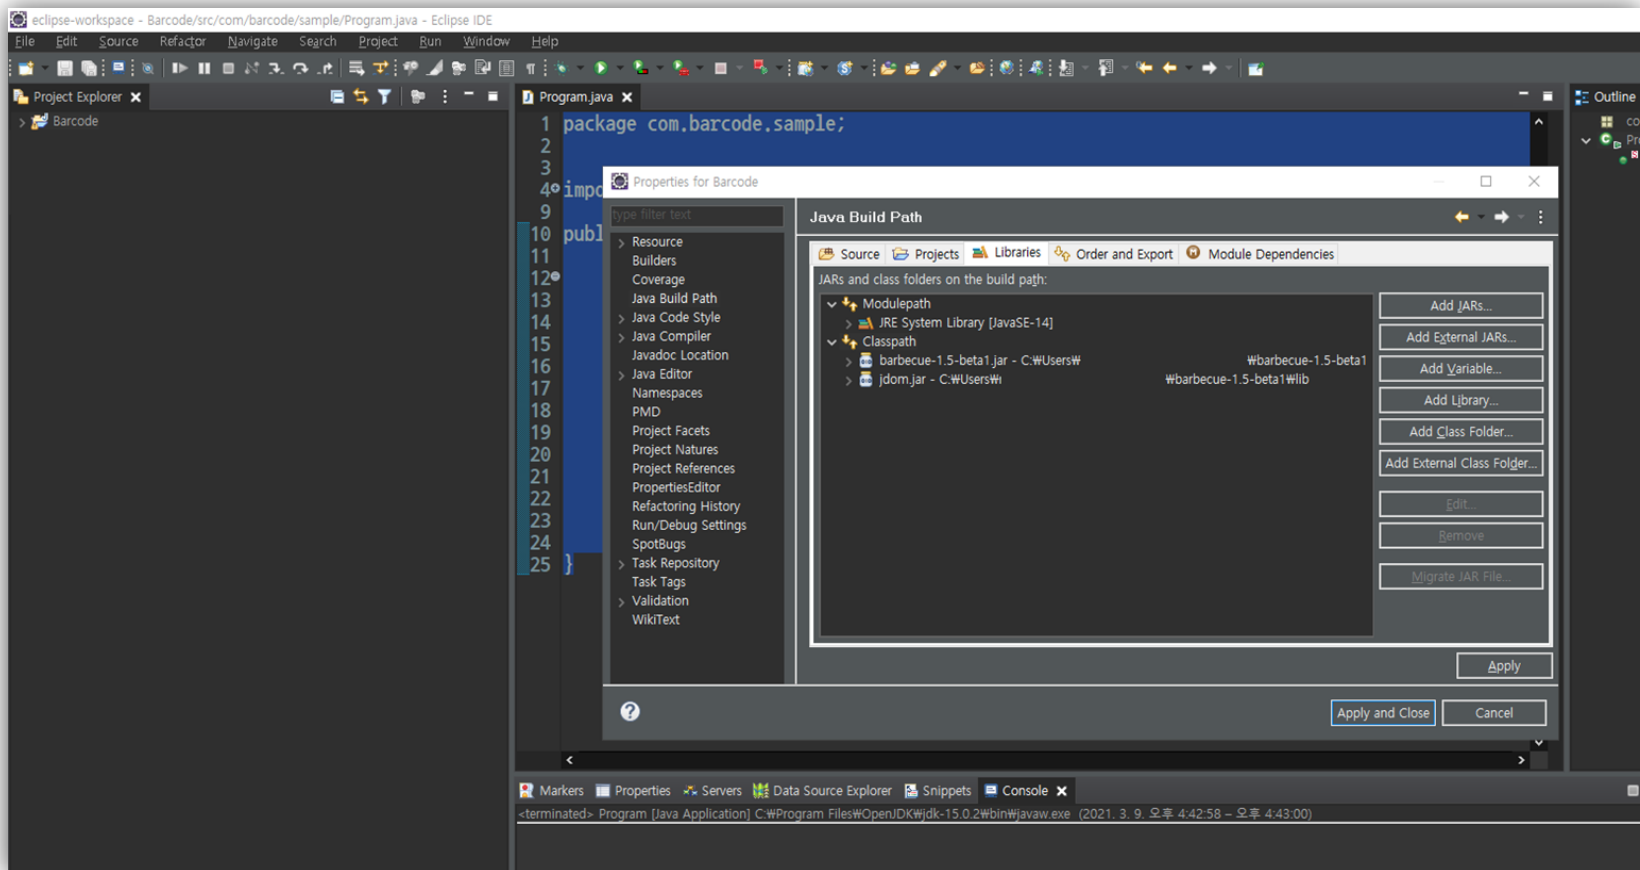 eclipse-workspace - Barcode/src/com/barcode/sample/Program.java - Eclipse IDE
File Edit Source Refactor Navigate Search Project Run Window Help
Project Explorer
Program.java
Outline
Barcode
1 package com.barcode.sample;
2
3
4 impo
9
10 publ
11
12
13
14
15
16
17
18
19
20
21
22
23
24
25 }
co
Pro
Properties for Barcode
type filter text
Resource
Builders
Coverage
Java Build Path
Java Code Style
Java Compiler
Javadoc Location
Java Editor
Namespaces
PMD
Project Facets
Project Natures
Project References
PropertiesEditor
Refactoring History
Run/Debug Settings
SpotBugs
Task Repository
Task Tags
Validation
WikiText
Java Build Path
Source Projects Libraries Order and Export Module Dependencies
JARs and class folders on the build path:
Modulepath
JRE System Library [JavaSE-14]
Classpath
barbecue-1.5-beta1.jar - C:₩Users₩ ₩barbecue-1.5-beta1
jdom.jar - C:₩Users₩ ₩barbecue-1.5-beta1₩lib
Add JARs...
Add External JARs...
Add Variable...
Add Library...
Add Class Folder...
Add External Class Folder...
Edit...
Remove
Migrate JAR File...
Apply
Apply and Close
Cancel
Markers Properties Servers Data Source Explorer Snippets Console
<terminated> Program [Java Application] C:₩Program Files₩OpenJDK₩jdk-15.0.2₩bin₩javaw.exe (2021. 3. 9. 오후 4:42:58 – 오후 4:43:00)